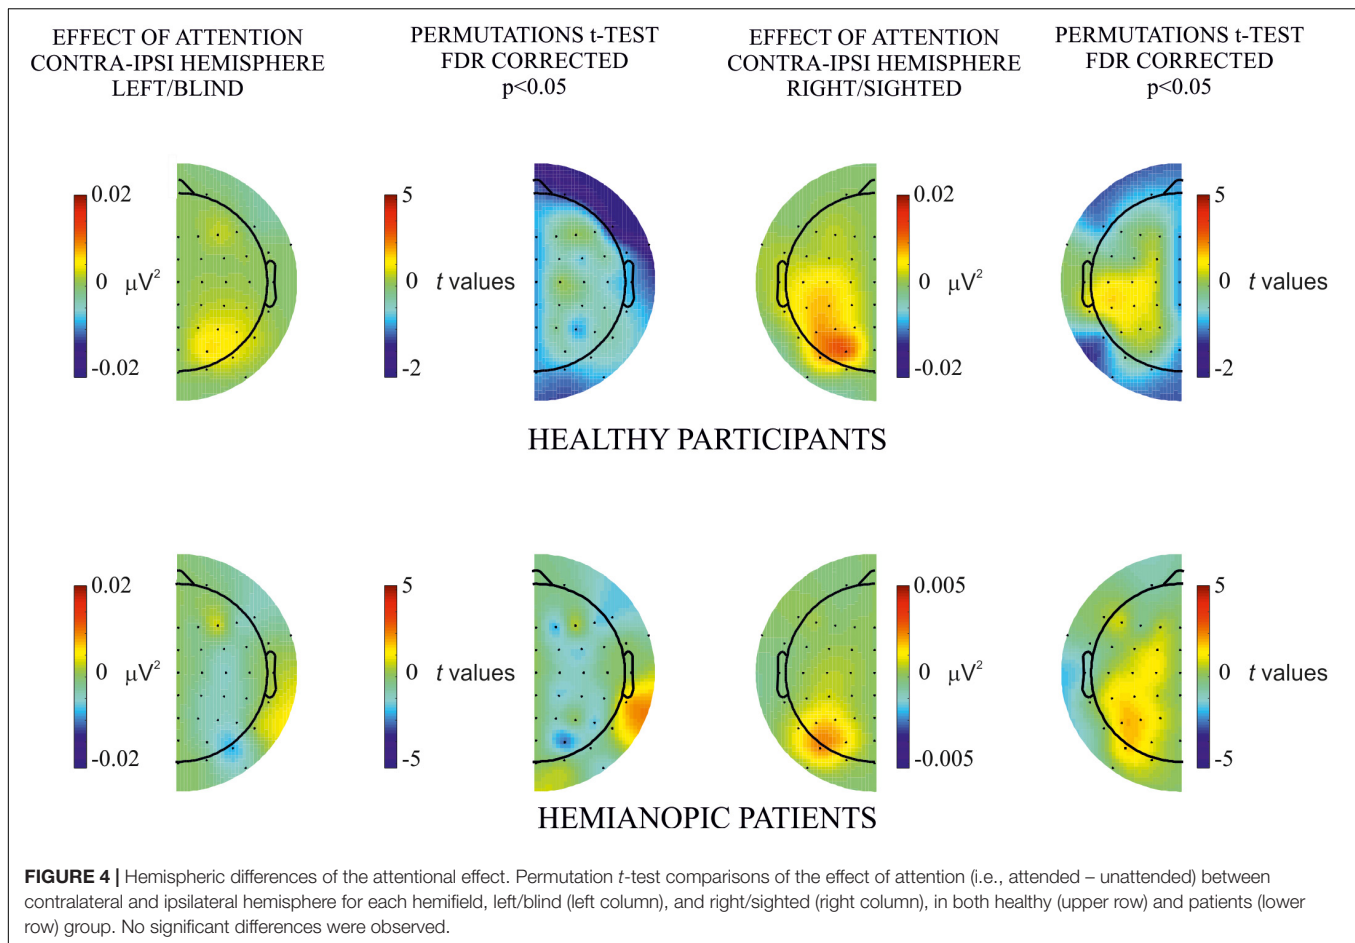 EFFECT OF ATTENTION
CONTRA-IPSI HEMISPHERE
LEFT/BLIND
PERMUTATIONS t-TEST
FDR CORRECTED
p<0.05
EFFECT OF ATTENTION
CONTRA-IPSI HEMISPHERE
RIGHT/SIGHTED
PERMUTATIONS t-TEST
FDR CORRECTED
p<0.05
0.02
0 μV²
-0.02
5
0 t values
-2
0.02
0 μV²
-0.02
5
0 t values
-2
HEALTHY PARTICIPANTS
0.02
0 μV²
-0.02
5
0 t values
-5
0.005
0 μV²
-0.005
5
0 t values
-5
HEMIANOPIC PATIENTS
FIGURE 4 | Hemispheric differences of the attentional effect. Permutation t-test comparisons of the effect of attention (i.e., attended – unattended) between
contralateral and ipsilateral hemisphere for each hemifield, left/blind (left column), and right/sighted (right column), in both healthy (upper row) and patients (lower
row) group. No significant differences were observed.